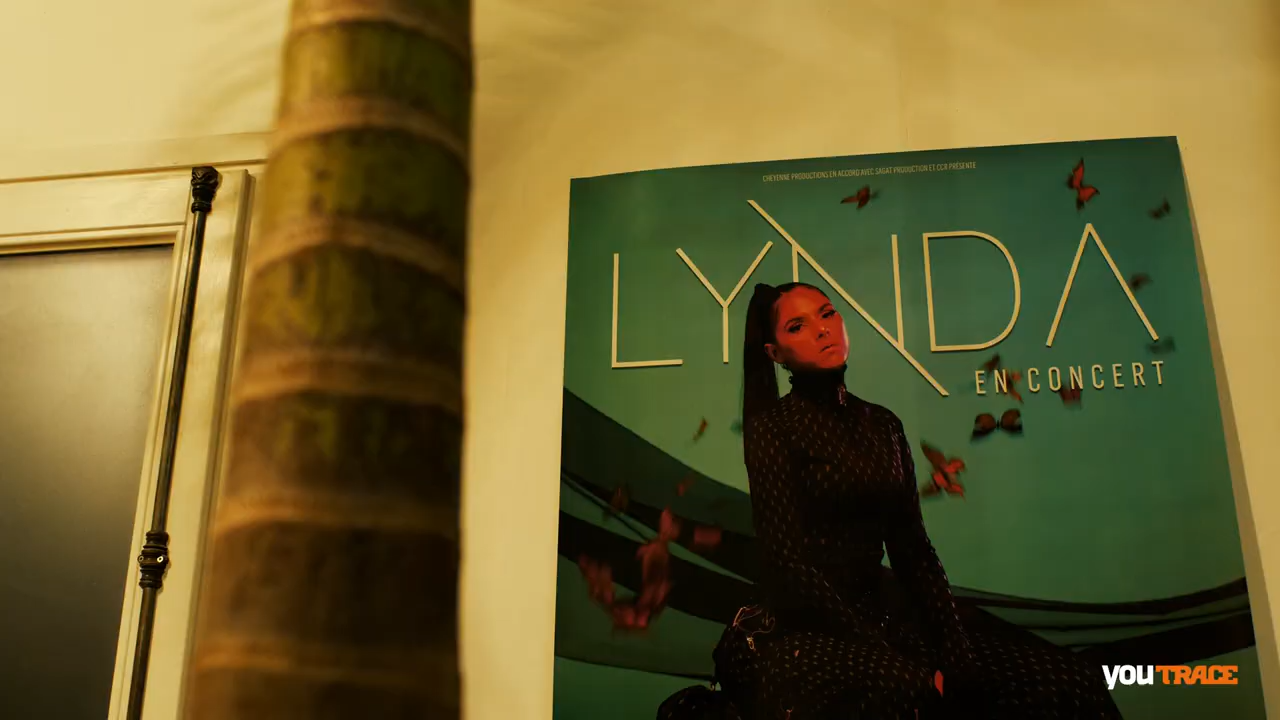 CHEYENNE PRODUCTIONS EN ACCORD AVEC SAGAT PRODUCTION ET CCR PRÉSENTE
LYNDA
EN CONCERT
YOUTRACE